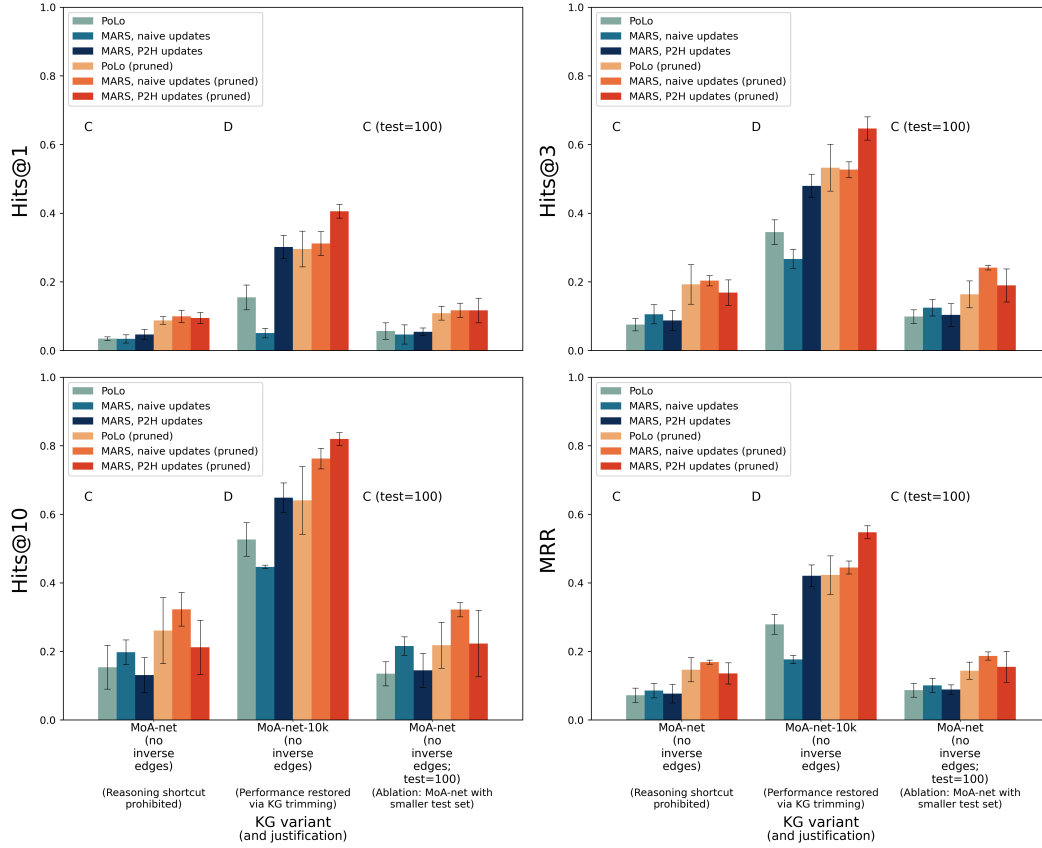 PoLo
MARS, naive updates
MARS, P2H updates
PoLo (pruned)
MARS, naive updates (pruned)
MARS, P2H updates (pruned)
C
D
C (test=100)
Hits@1
1.0
0.8
0.6
0.4
0.2
0.0
PoLo
MARS, naive updates
MARS, P2H updates
PoLo (pruned)
MARS, naive updates (pruned)
MARS, P2H updates (pruned)
C
D
C (test=100)
Hits@3
1.0
0.8
0.6
0.4
0.2
0.0
PoLo
MARS, naive updates
MARS, P2H updates
PoLo (pruned)
MARS, naive updates (pruned)
MARS, P2H updates (pruned)
C
D
C (test=100)
Hits@10
1.0
0.8
0.6
0.4
0.2
0.0
MoA-net
(no
inverse
edges)
(Reasoning shortcut
prohibited)
MoA-net-10k
(no
inverse
edges)
(Performance restored
via KG trimming)
MoA-net
(no
inverse
edges;
test=100)
(Ablation: MoA-net with
smaller test set)
KG variant
(and justification)
PoLo
MARS, naive updates
MARS, P2H updates
PoLo (pruned)
MARS, naive updates (pruned)
MARS, P2H updates (pruned)
C
D
C (test=100)
MRR
1.0
0.8
0.6
0.4
0.2
0.0
MoA-net
(no
inverse
edges)
(Reasoning shortcut
prohibited)
MoA-net-10k
(no
inverse
edges)
(Performance restored
via KG trimming)
MoA-net
(no
inverse
edges;
test=100)
(Ablation: MoA-net with
smaller test set)
KG variant
(and justification)